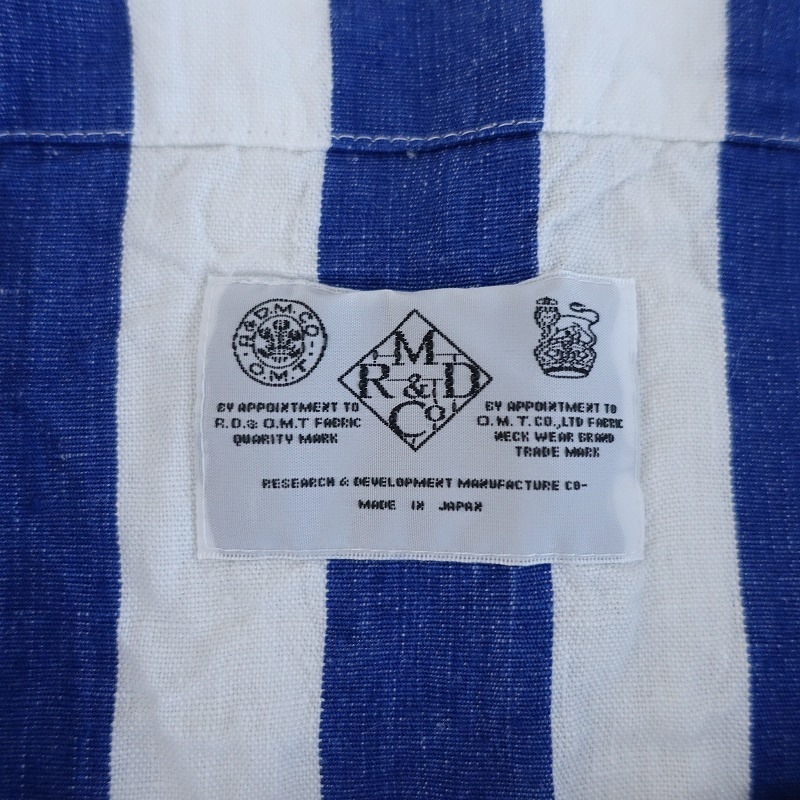 R.&D.M.CO-
O.M.T.
M
R & D
Co
BY APPOINTMENT TO
R.D.& O.M.T FABRIC
QUARITY MARK
BY APPOINTMENT TO
O.M.T.CO.,LTD FABRIC
NECK WEAR BRAND
TRADE MARK
RESEARCH & DEVELOPMENT MANUFACTURE CO-
MADE IN JAPAN